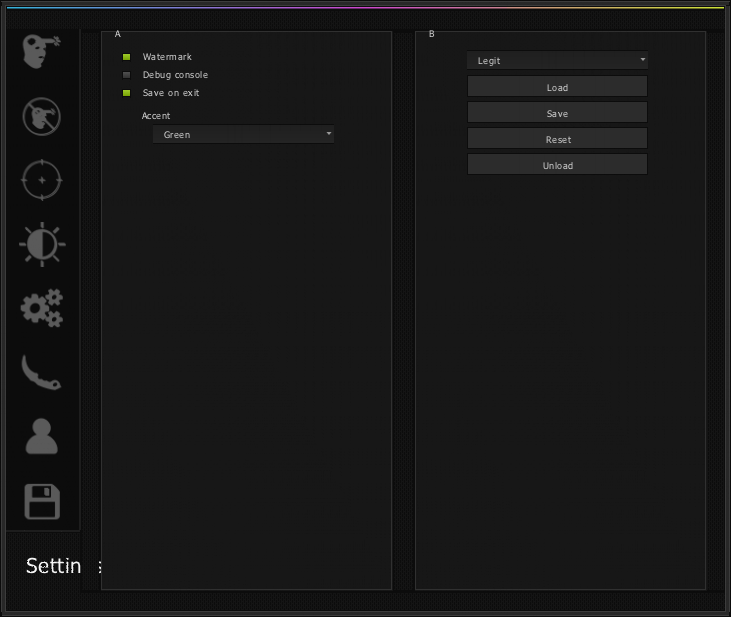 A
Watermark
Debug console
Save on exit
Accent
Green
B
Legit
Load
Save
Reset
Unload
Settin